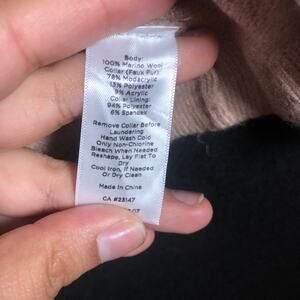 Body:
100% Merino Wool
Collar (Faux Fur):
78% Modacrylic
13% Polyester
9% Acrylic
Collar Lining:
94% Polyester
6% Spandex
Remove Collar Before
Laundering
Hand Wash Cold
Only Non-Chlorine
Bleach When Needed
Reshape, Lay Flat To
Dry
Cool Iron, If Needed
Or Dry Clean
Made In China
CA #23147